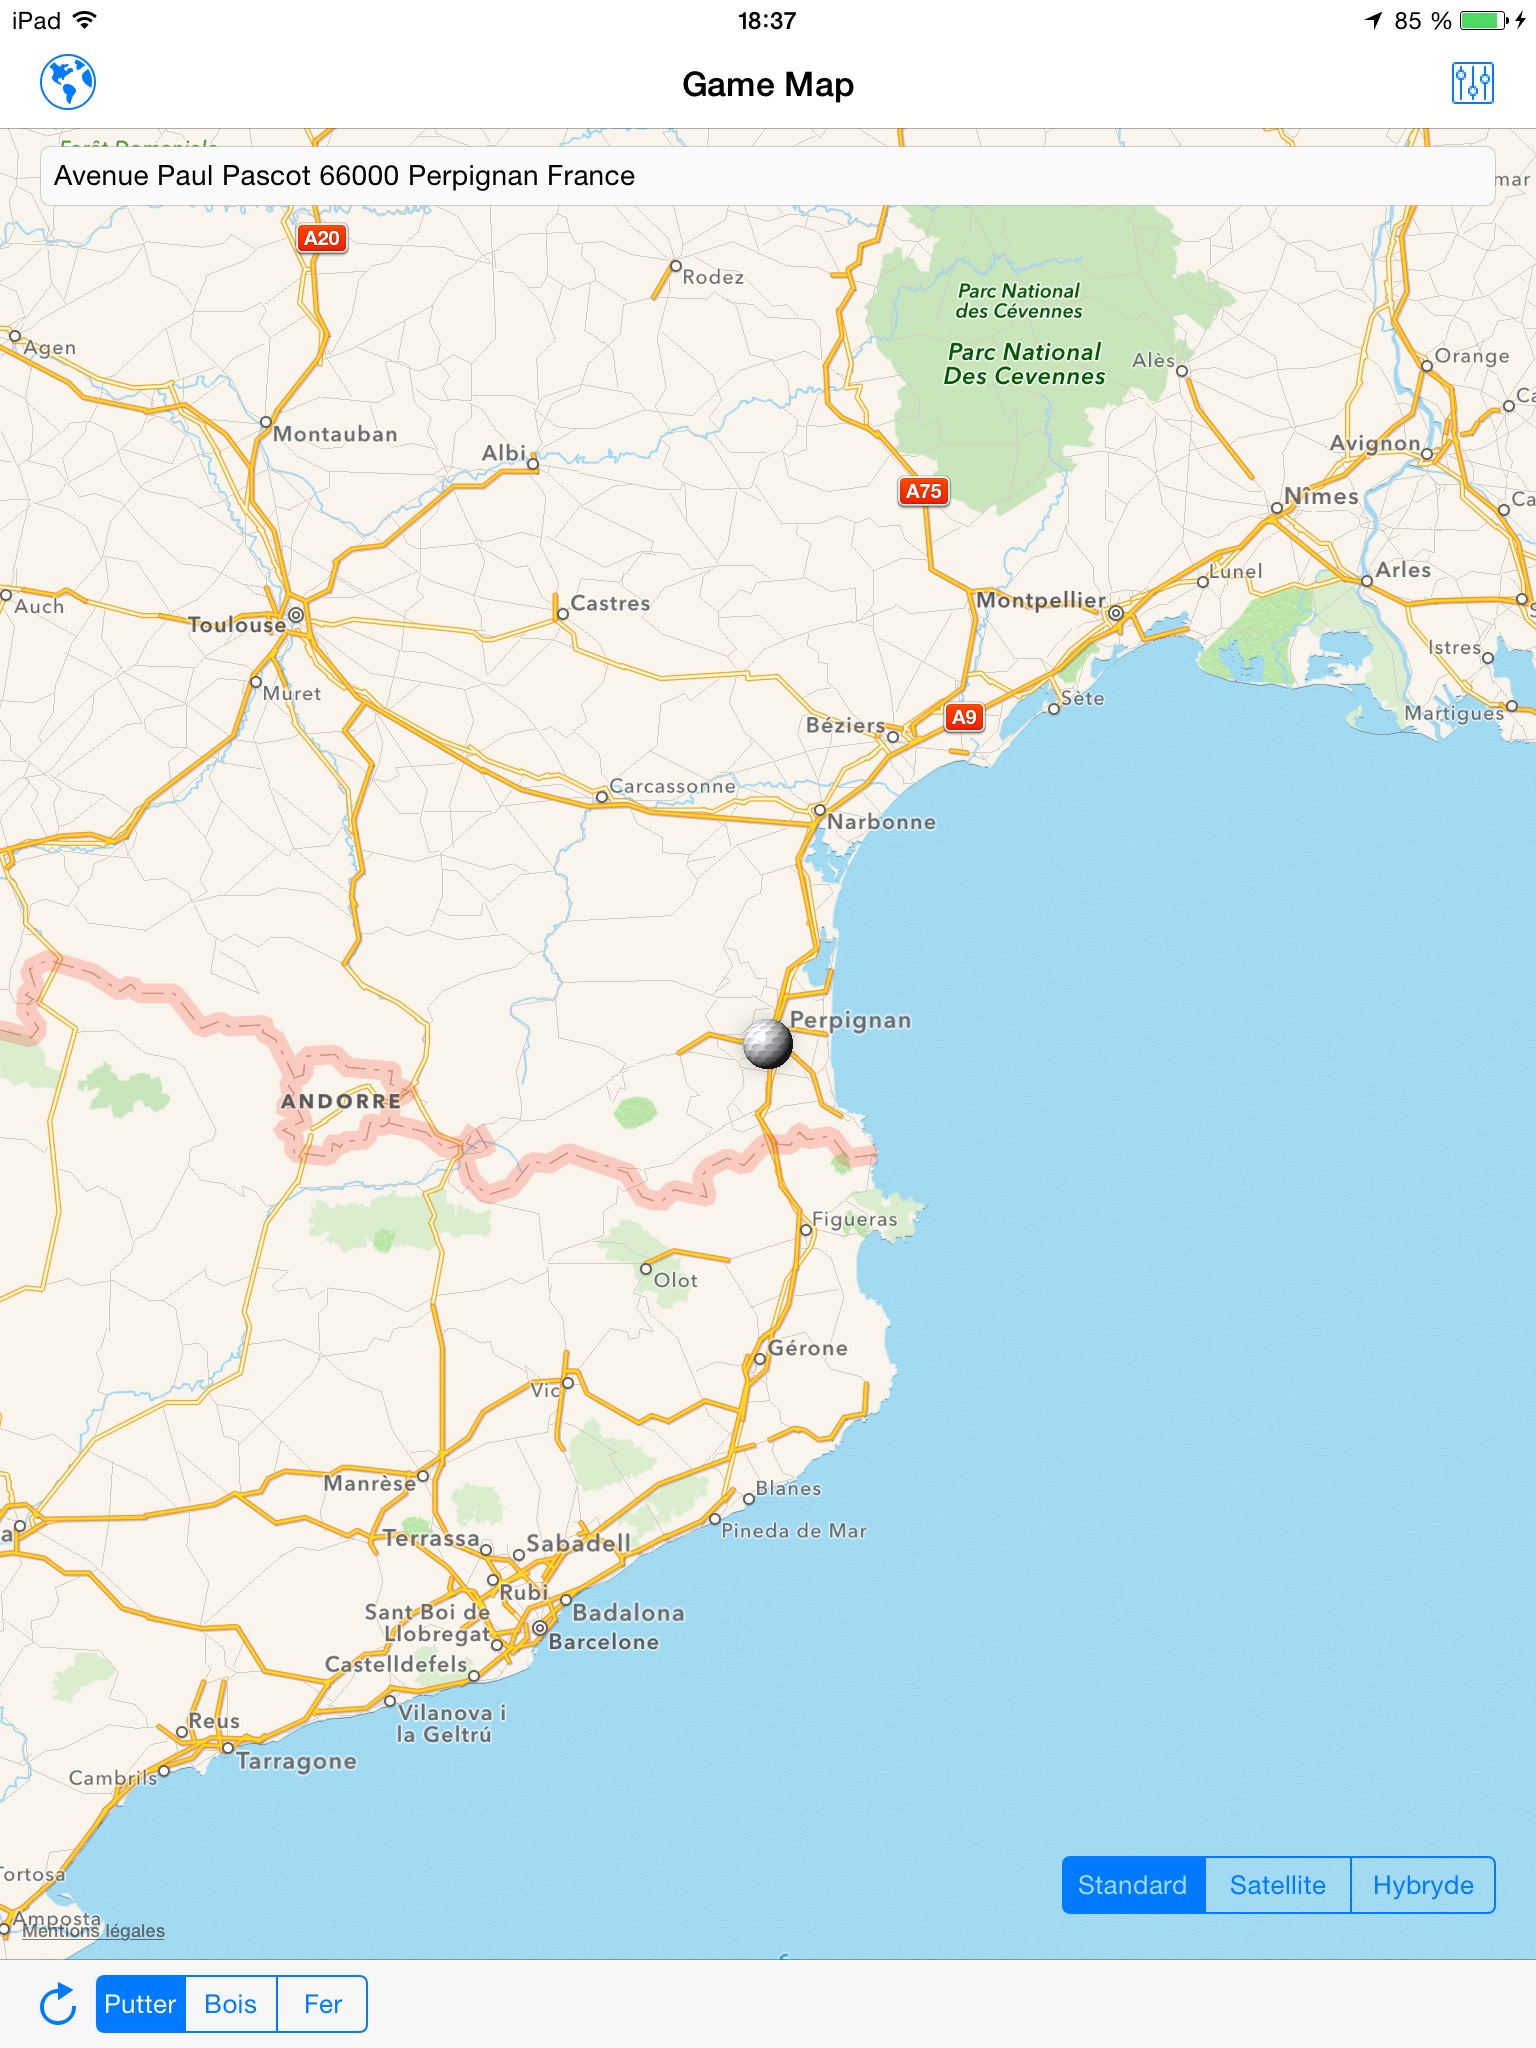 iPad 18:37 85 %
Game Map
Forêt Domaniale
Avenue Paul Pascot 66000 Perpignan France
mar
A20
Rodez
Parc National
des Cévennes
Parc National
Des Cevennes
Agen
Alès
Orange
Montauban
Albi
Avignon
A75
Nîmes
Auch
Castres
Lunel
Arles
Montpellier
Toulouse
Muret
Istres
Sète
Martigues
A9
Béziers
Carcassonne
Narbonne
Perpignan
ANDORRE
Figueras
Olot
Gérone
Vic
Manrèse
Blanes
Pineda de Mar
Terrassa
Sabadell
Rubi
Sant Boi de
Llobregat
Badalona
Barcelone
Castelldefels
Vilanova i
la Geltrú
Reus
Tarragone
Cambrils
Tortosa
Amposta
Mentions légales
Standard Satellite Hybryde
Putter Bois Fer